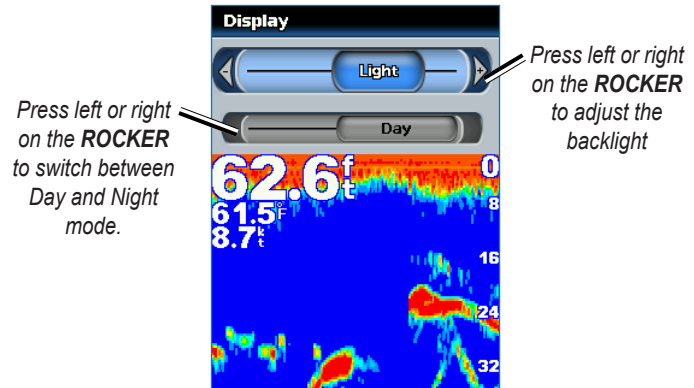 Display
-
Light
+
Day
Press left or right
on the ROCKER
to adjust the
backlight
Press left or right
on the ROCKER
to switch between
Day and Night
mode.
62.6 ft
61.5°F
8.7 kt
0
8
16
24
32